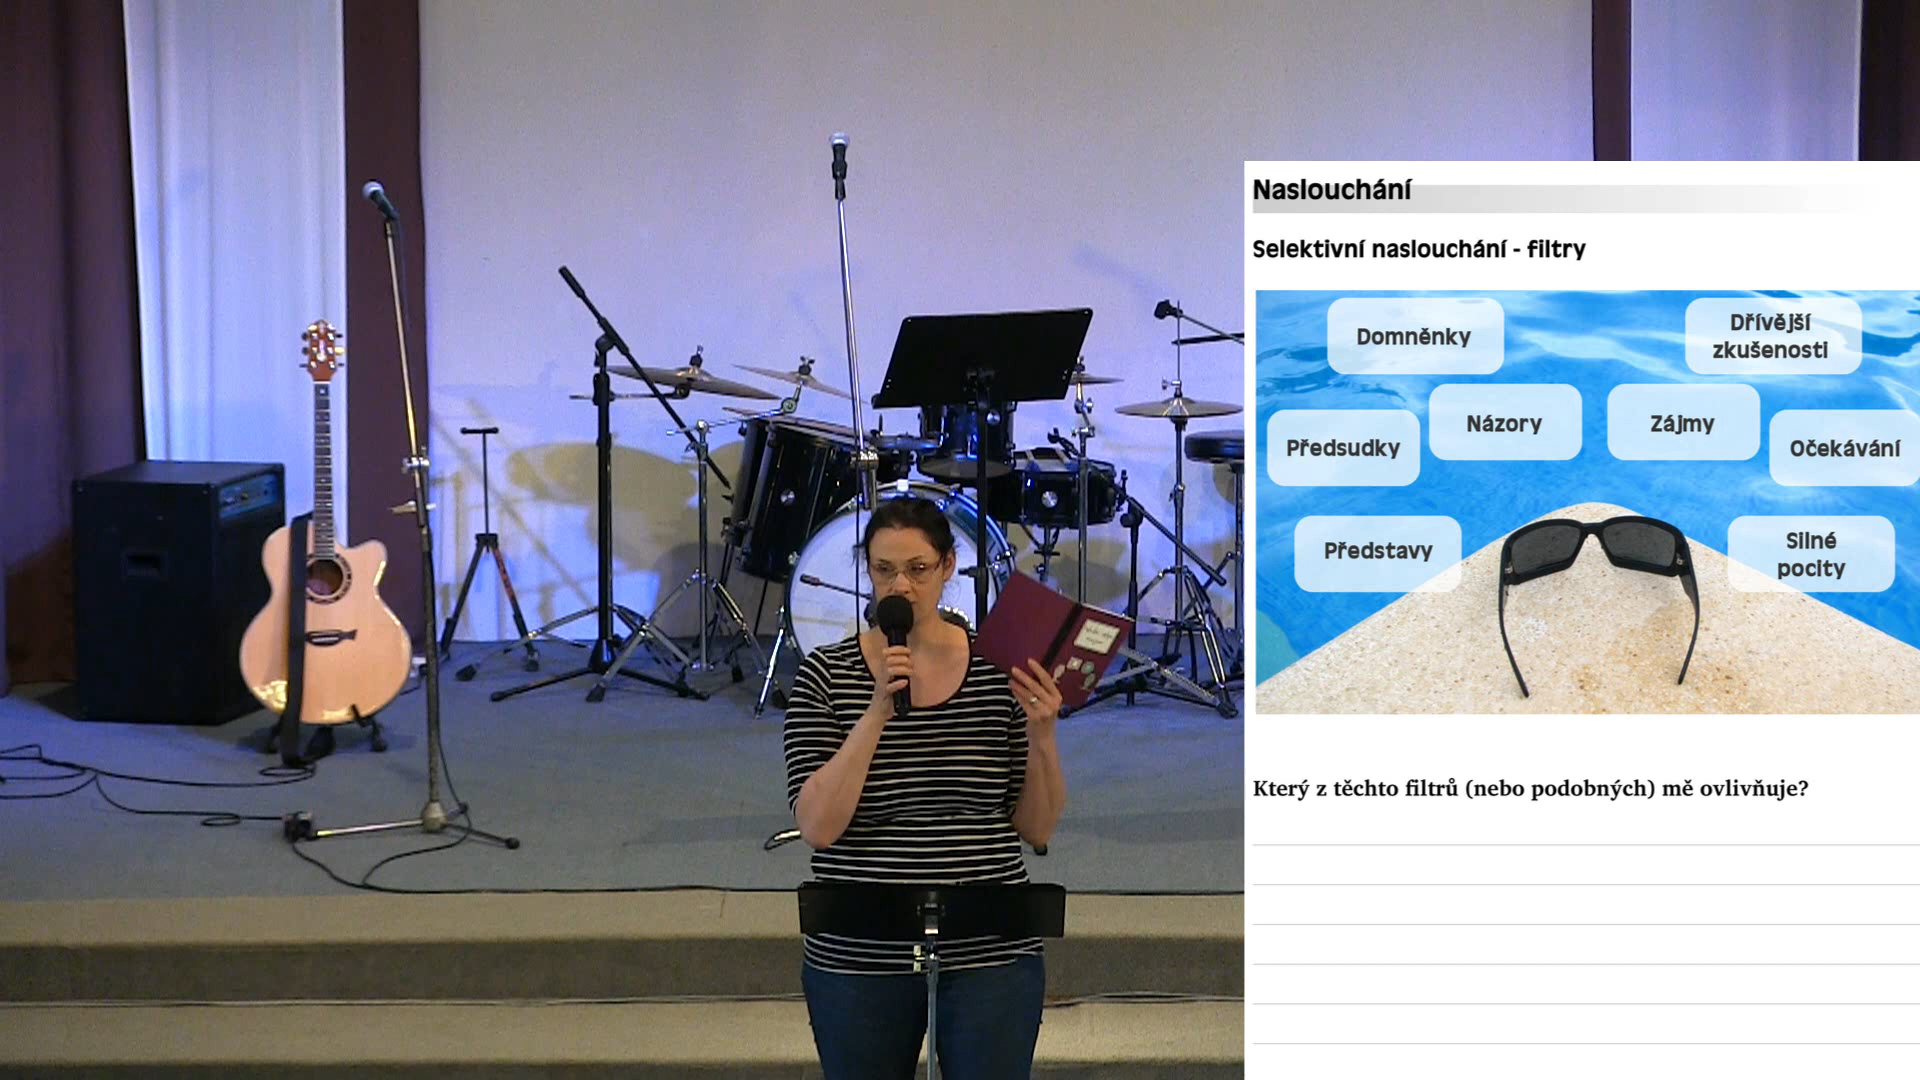 Naslouchání
Selektivní naslouchání - filtry
Domněnky
Dřívější
zkušenosti
Názory
Zájmy
Předsudky
Očekávání
Představy
Silné
pocity
Který z těchto filtrů (nebo podobných) mě ovlivňuje?